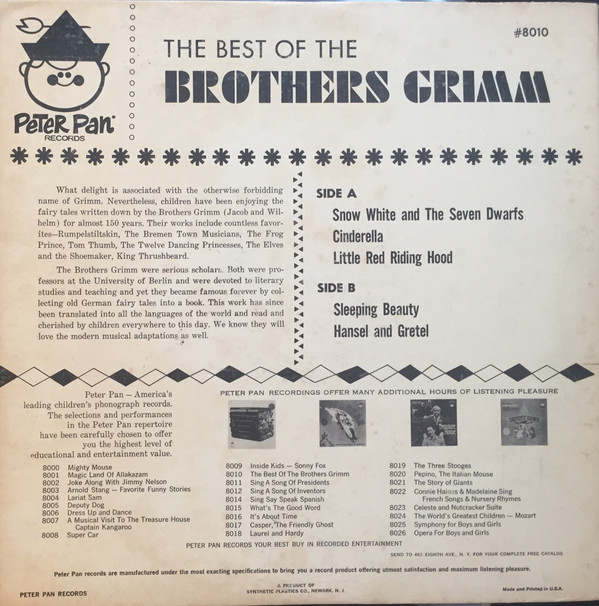 #8010
THE BEST OF THE
BROTHERS GRIMM
Peter Pan
RECORDS
What delight is associated with the otherwise forbidding
name of Grimm. Nevertheless, children have been enjoying the
fairy tales written down by the Brothers Grimm (Jacob and Wil-
helm) for almost 150 years. Their works include countless favor-
ites—Rumpelstiltskin, The Bremen Town Musicians, The Frog
Prince, Tom Thumb, The Twelve Dancing Princesses, The Elves
and the Shoemaker, King Thrushbeard.
The Brothers Grimm were serious scholars. Both were pro-
fessors at the University of Berlin and were devoted to literary
studies and teaching and yet they became famous forever by col-
lecting old German fairy tales into a book. This work has since
been translated into all the languages of the world and read and
cherished by children everywhere to this day. We know they will
love the modern musical adaptations as well.
SIDE A
Snow White and The Seven Dwarfs
Cinderella
Little Red Riding Hood
SIDE B
Sleeping Beauty
Hansel and Gretel
Peter Pan — America's
leading children's phonograph records.
The selections and performances
in the Peter Pan repertoire
have been carefully chosen to offer
you the highest level of
educational and entertainment value.
PETER PAN RECORDINGS OFFER MANY ADDITIONAL HOURS OF LISTENING PLEASURE
8000 Mighty Mouse
8001 Magic Land Of Allakazam
8002 Joke Along With Jimmy Nelson
8003 Arnold Stang — Favorite Funny Stories
8004 Lariat Sam
8005 Deputy Dog
8006 Dress Up and Dance
8007 A Musical Visit To The Treasure House
Captain Kangaroo
8008 Super Car
8009 Inside Kids — Sonny Fox
8010 The Best Of The Brothers Grimm
8011 Sing A Song Of Presidents
8012 Sing A Song Of Inventors
8014 Sing Say Speak Spanish
8015 What's The Good Word
8016 It's About Time
8017 Casper, The Friendly Ghost
8018 Laurel and Hardy
8019 The Three Stooges
8020 Pepino, The Italian Mouse
8021 The Story of Giants
8022 Connie Haines & Madelaine Sing
French Songs & Nursery Rhymes
8023 Celeste and Nutcracker Suite
8024 The World's Greatest Children — Mozart
8025 Symphony for Boys and Girls
8026 Opera For Boys and Girls
PETER PAN RECORDS YOUR BEST BUY IN RECORDED ENTERTAINMENT
SEND TO 461 EIGHTH AVE., N. Y. FOR YOUR COMPLETE FREE CATALOG
Peter Pan records are manufactured under the most exacting specifications to bring you a record product offering utmost satisfaction and maximum listening pleasure.
PETER PAN RECORDS
A PRODUCT OF
SYNTHETIC PLASTICS CO., NEWARK, N. J.
Made and Printed in U.S.A.